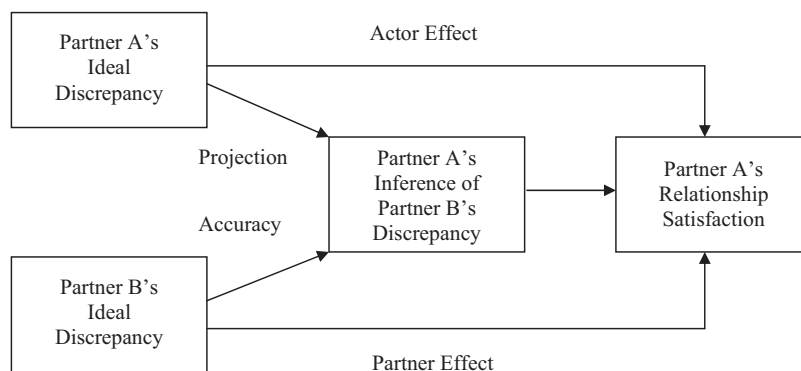 Partner A’s
Ideal
Discrepancy
Actor Effect
Projection
Partner A’s
Inference of
Partner B’s
Discrepancy
Partner A’s
Relationship
Satisfaction
Accuracy
Partner B’s
Ideal
Discrepancy
Partner Effect